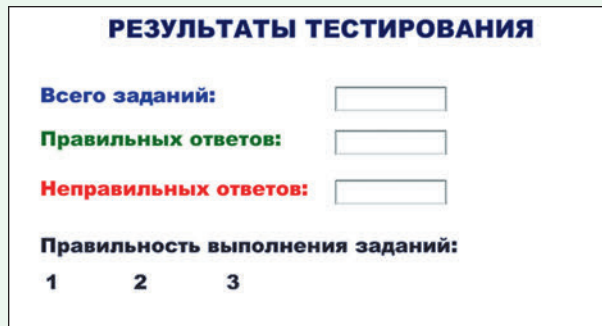 РЕЗУЛЬТАТЫ ТЕСТИРОВАНИЯ
Всего заданий:
Правильных ответов:
Неправильных ответов:
Правильность выполнения заданий:
1 2 3